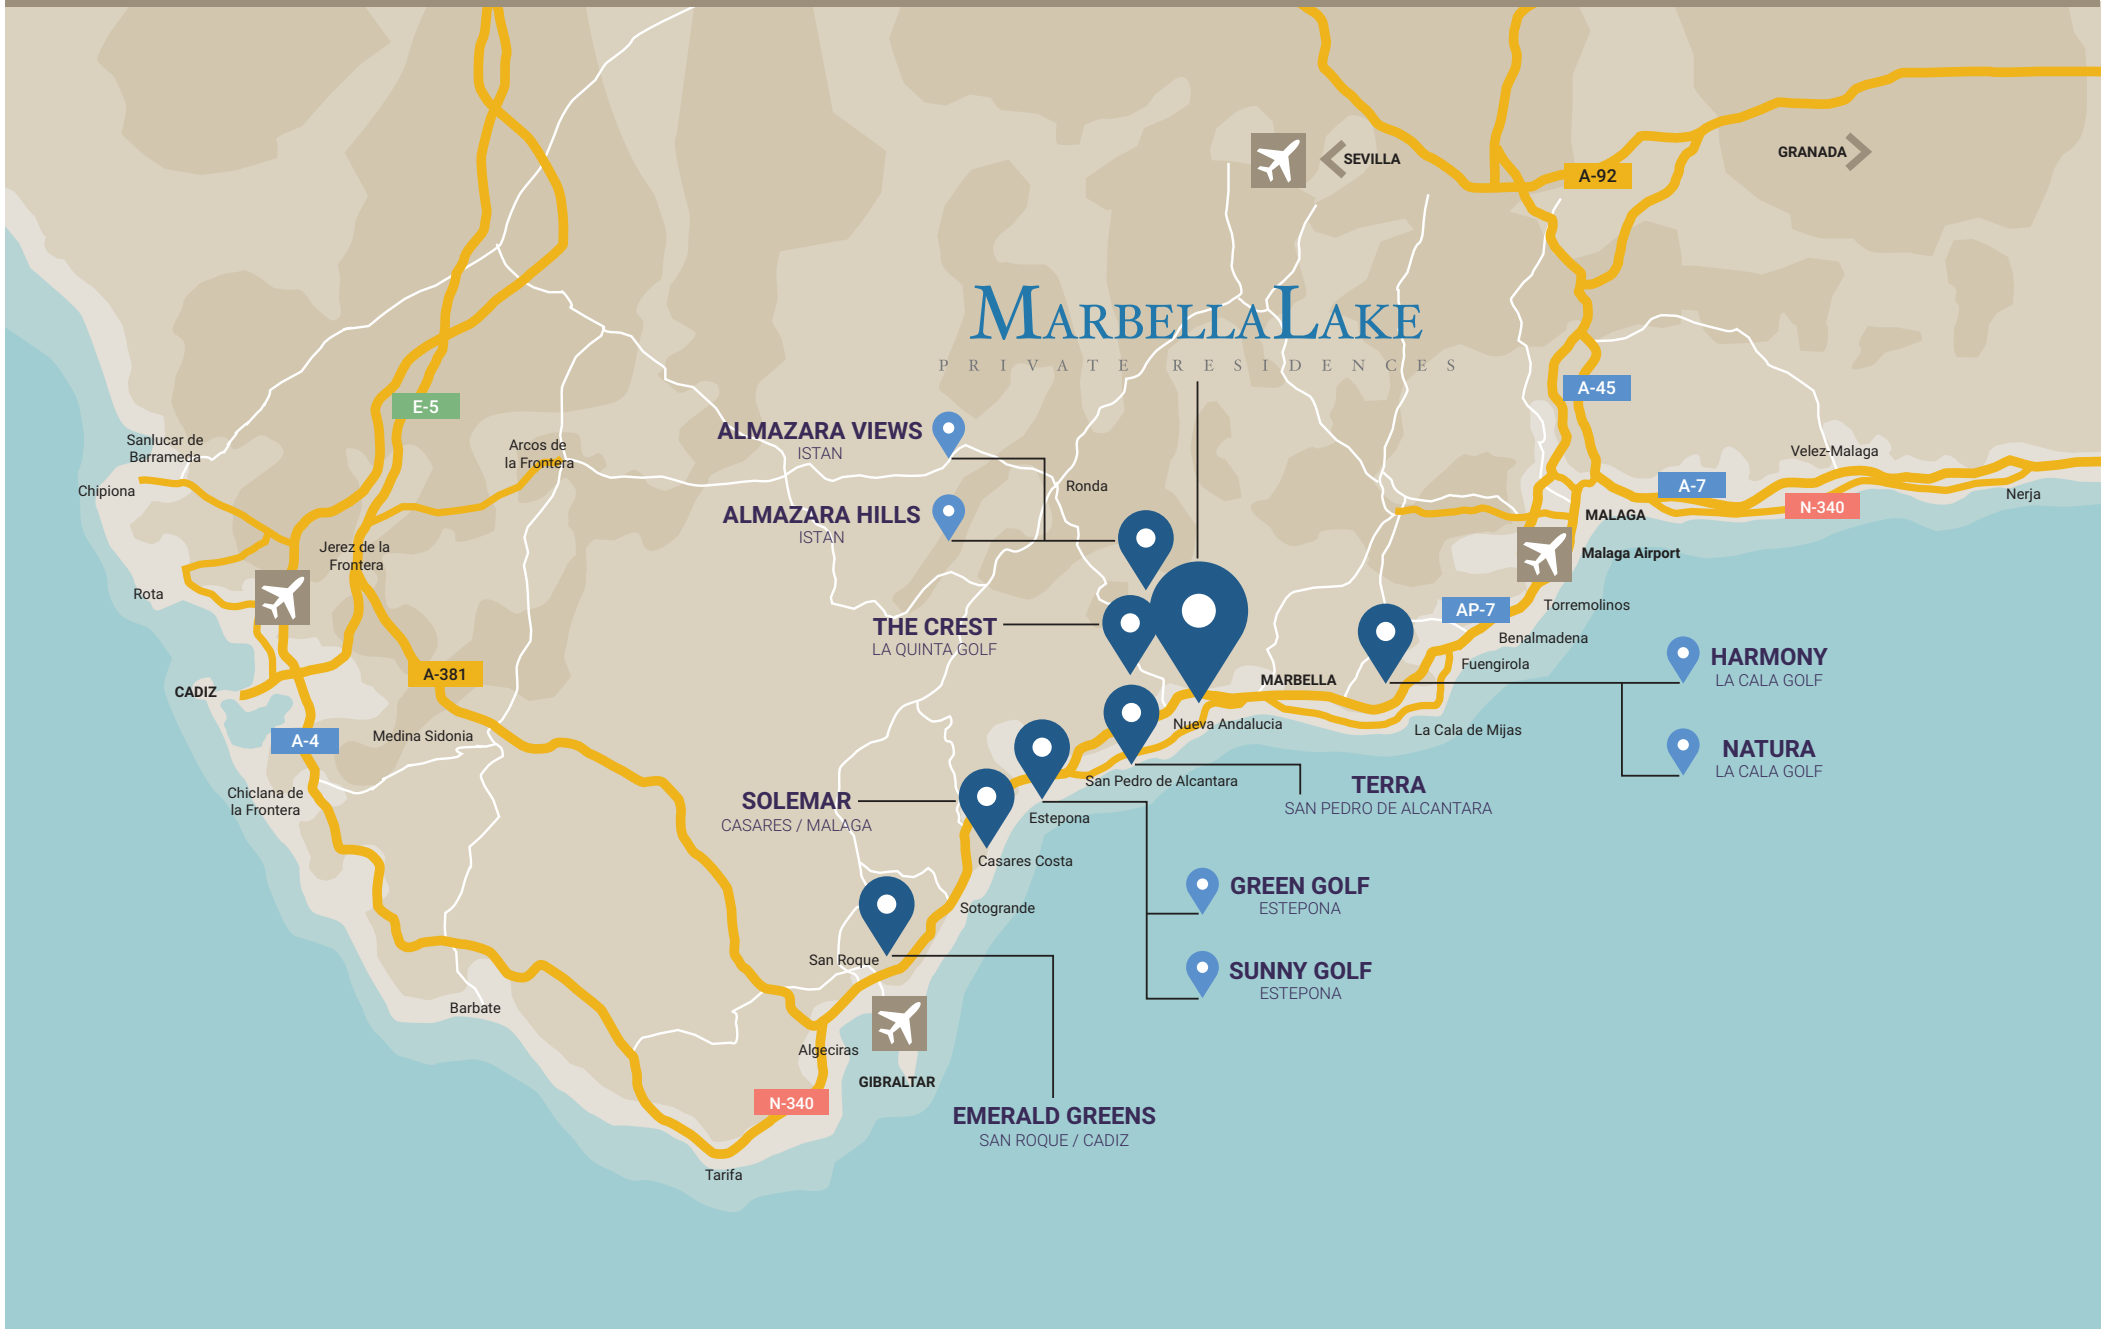 SEVILLA
GRANADA
A-92
MARBELLALAKE
PRIVATE RESIDENCES
A-45
E-5
ALMAZARA VIEWS
ISTAN
Sanlucar de
Barrameda
Arcos de
la Frontera
Velez-Malaga
Chipiona
Ronda
A-7
Nerja
N-340
ALMAZARA HILLS
ISTAN
MALAGA
Jerez de la
Frontera
Malaga Airport
Rota
AP-7
Torremolinos
THE CREST
LA QUINTA GOLF
Benalmadena
Fuengirola
HARMONY
LA CALA GOLF
A-381
MARBELLA
CADIZ
Nueva Andalucia
La Cala de Mijas
A-4
Medina Sidonia
NATURA
LA CALA GOLF
San Pedro de Alcantara
TERRA
SAN PEDRO DE ALCANTARA
Chiclana de
la Frontera
SOLEMAR
CASARES / MALAGA
Estepona
Casares Costa
GREEN GOLF
ESTEPONA
Sotogrande
San Roque
SUNNY GOLF
ESTEPONA
Barbate
Algeciras
GIBRALTAR
N-340
EMERALD GREENS
SAN ROQUE / CADIZ
Tarifa